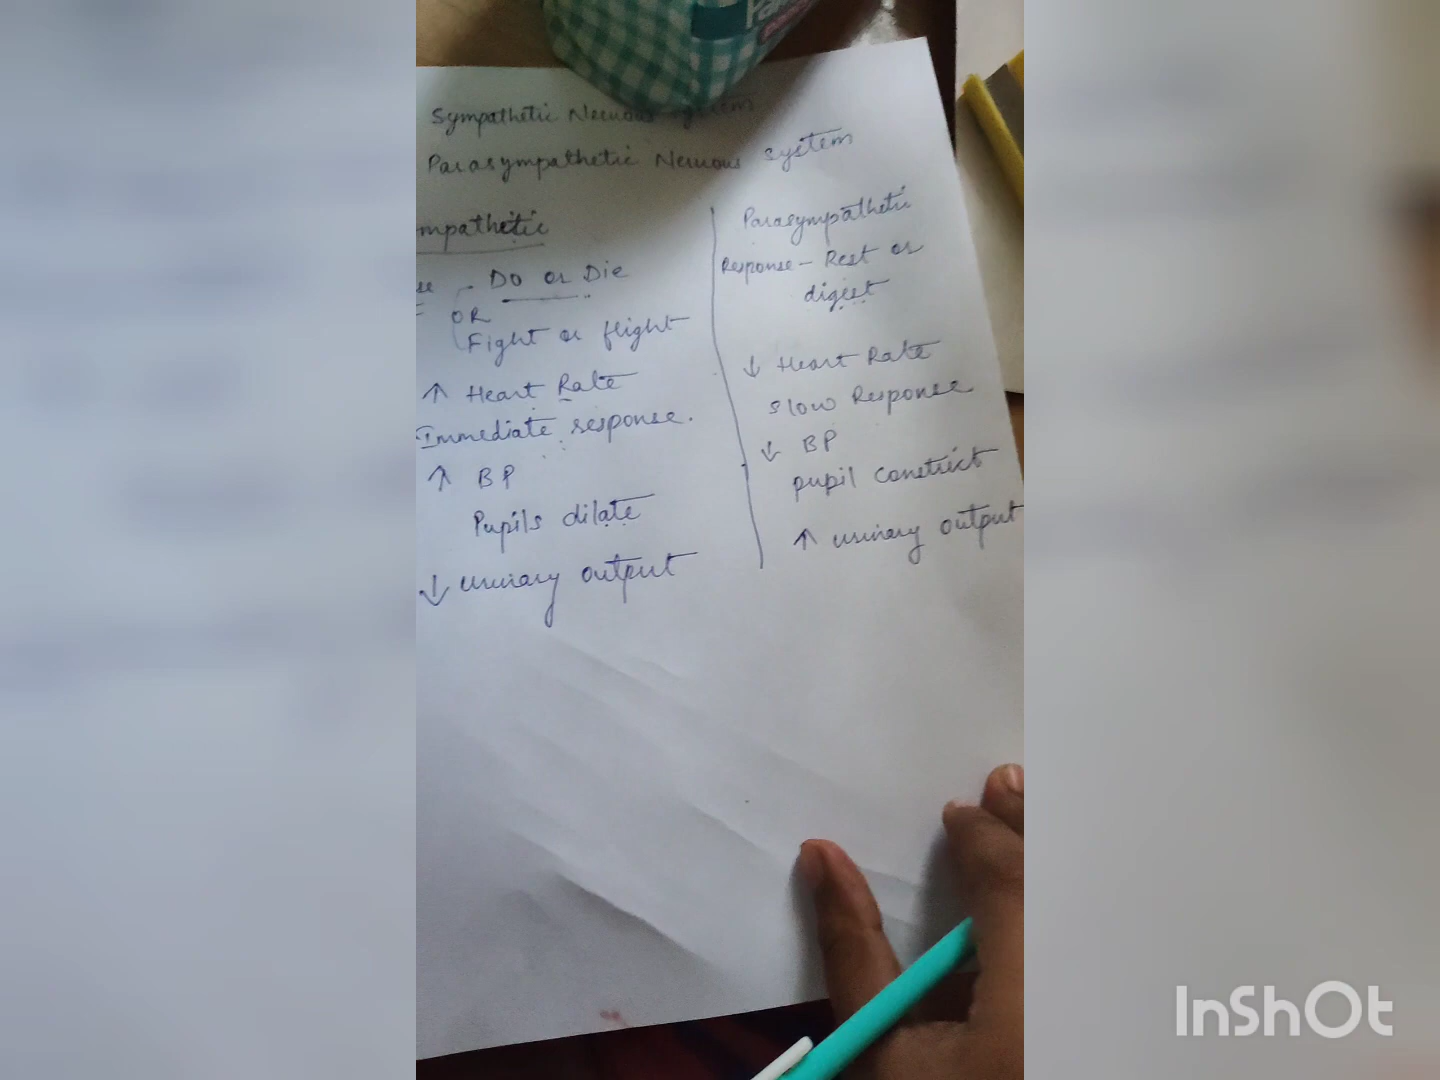 Sympathetic Nervous system
Parasympathetic Nervous system
mpathetic
Do or Die
OR
Fight or flight
↑ Heart Rate
Immediate response.
↑ BP
Pupils dilate
↓ urinary output
Parasympathetic
Response - Rest or
digest
↓ Heart Rate
slow Response
↓ BP
pupil constrict
↑ urinary output
InShOt